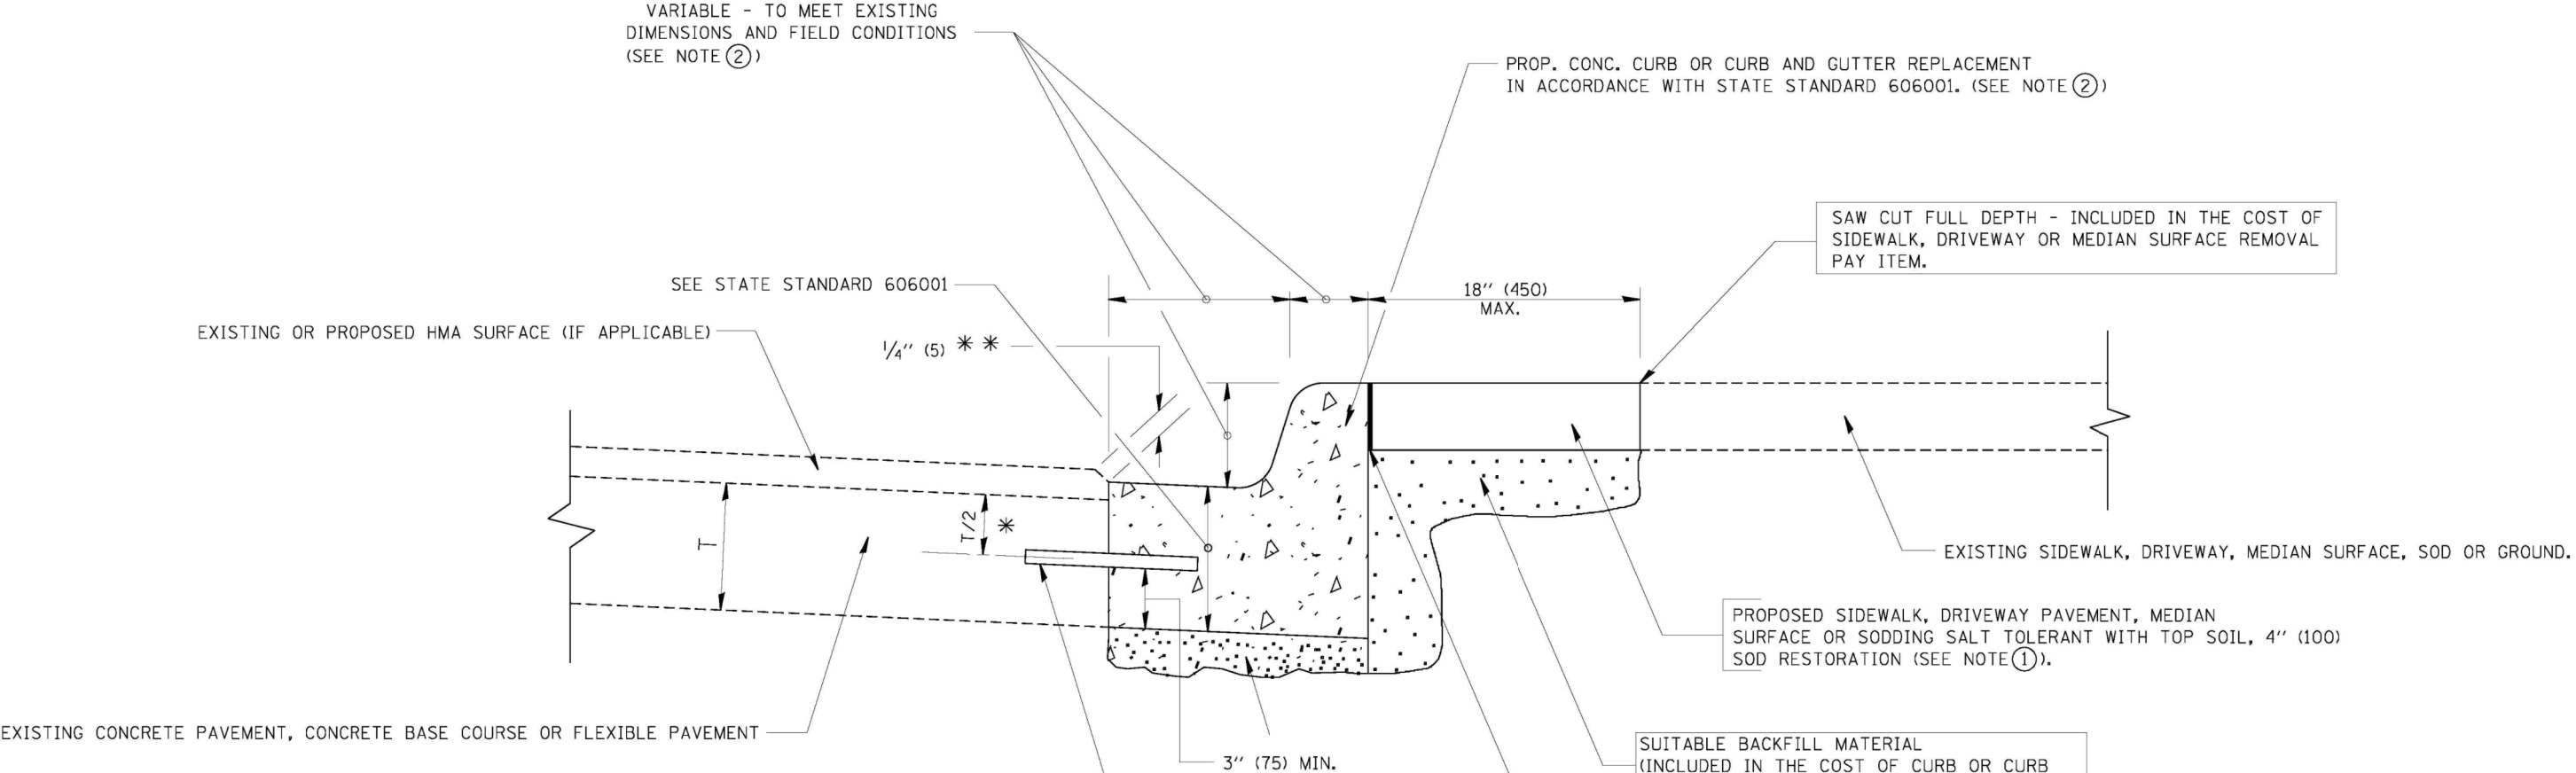 VARIABLE - TO MEET EXISTING
DIMENSIONS AND FIELD CONDITIONS
(SEE NOTE ②)
PROP. CONC. CURB OR CURB AND GUTTER REPLACEMENT
IN ACCORDANCE WITH STATE STANDARD 606001. (SEE NOTE ②)
SAW CUT FULL DEPTH - INCLUDED IN THE COST OF
SIDEWALK, DRIVEWAY OR MEDIAN SURFACE REMOVAL
PAY ITEM.
SEE STATE STANDARD 606001
18'' (450)
MAX.
EXISTING OR PROPOSED HMA SURFACE (IF APPLICABLE)
1/4'' (5) * *
T
T/2
*
EXISTING SIDEWALK, DRIVEWAY, MEDIAN SURFACE, SOD OR GROUND.
PROPOSED SIDEWALK, DRIVEWAY PAVEMENT, MEDIAN
SURFACE OR SODDING SALT TOLERANT WITH TOP SOIL, 4'' (100)
SOD RESTORATION (SEE NOTE ①).
EXISTING CONCRETE PAVEMENT, CONCRETE BASE COURSE OR FLEXIBLE PAVEMENT
3'' (75) MIN.
SUITABLE BACKFILL MATERIAL
(INCLUDED IN THE COST OF CURB OR CURB